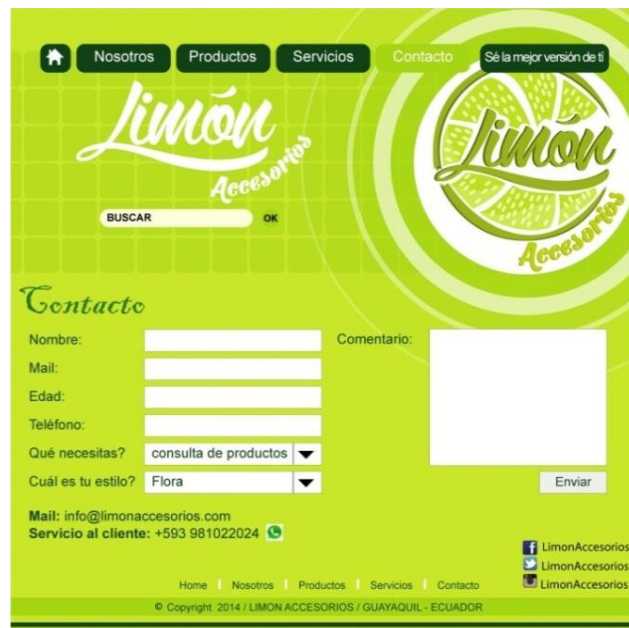 Nosotros Productos Servicios Contacto Sé la mejor versión de ti
Limón
Accesorios
Limón
Accesorios
BUSCAR OK
Contacto
Nombre: Comentario:
Mail:
Edad:
Teléfono:
Qué necesitas? consulta de productos
Cuál es tu estilo? Flora
Enviar
Mail: info@limonaccesorios.com
Servicio al cliente: +593 981022024
LimonAccesorios
LimonAccesorios
LimonAccesorios
Home Nosotros Productos Servicios Contacto
© Copyright 2014 / LIMON ACCESORIOS / GUAYAQUIL - ECUADOR